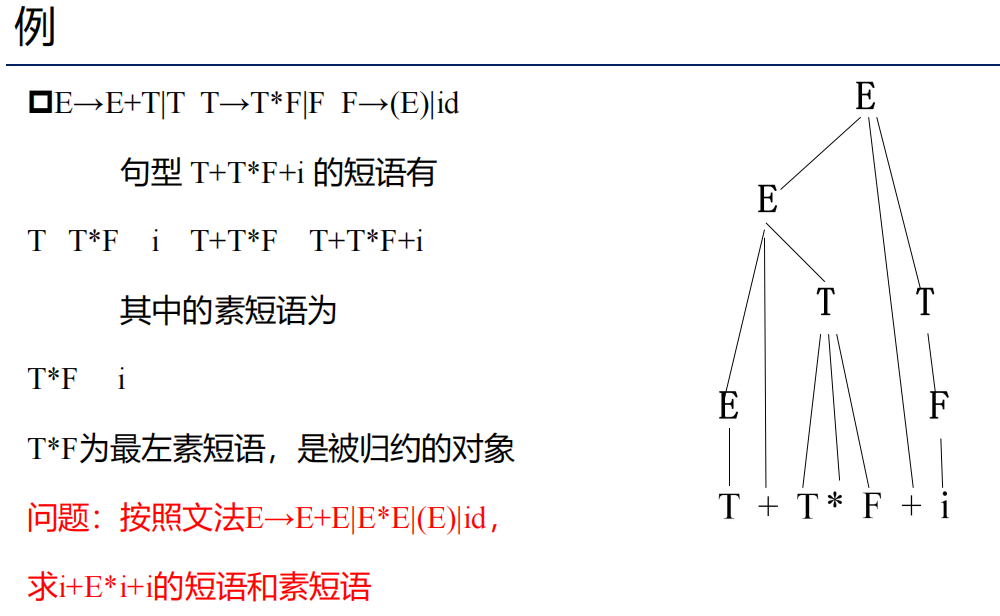 例
E→E+T|T T→T*F|F F→(E)|id
句型 T+T*F+i 的短语有
T T*F i T+T*F T+T*F+i
其中的素短语为
T*F i
T*F为最左素短语，是被归约的对象
问题：按照文法E→E+E|E*E|(E)|id，
求i+E*i+i的短语和素短语
E
E
T T
E F
T + T * F + i